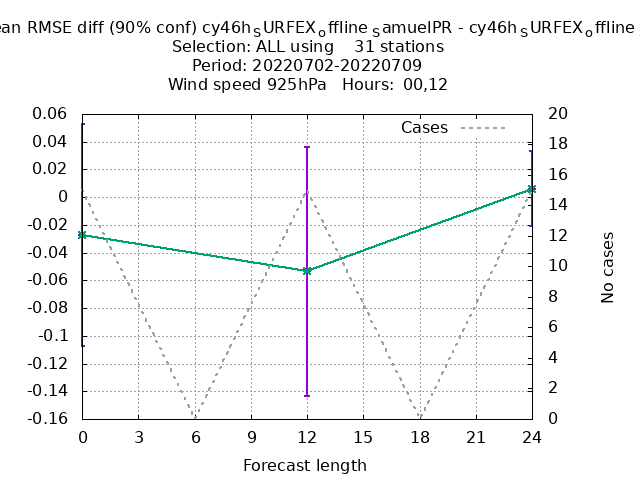 ean RMSE diff (90% conf) cy46hSURFEXoffline SamuelPR - cy46hSURFEXoffline
Selection: ALL using 31 stations
Period: 20220702-20220709
Wind speed 925hPa Hours: 00,12
Cases
0.06
0.04
0.02
0
-0.02
-0.04
-0.06
-0.08
-0.1
-0.12
-0.14
-0.16
20
18
16
14
12
10
8
6
4
2
0
No cases
0 3 6 9 12 15 18 21 24
Forecast length